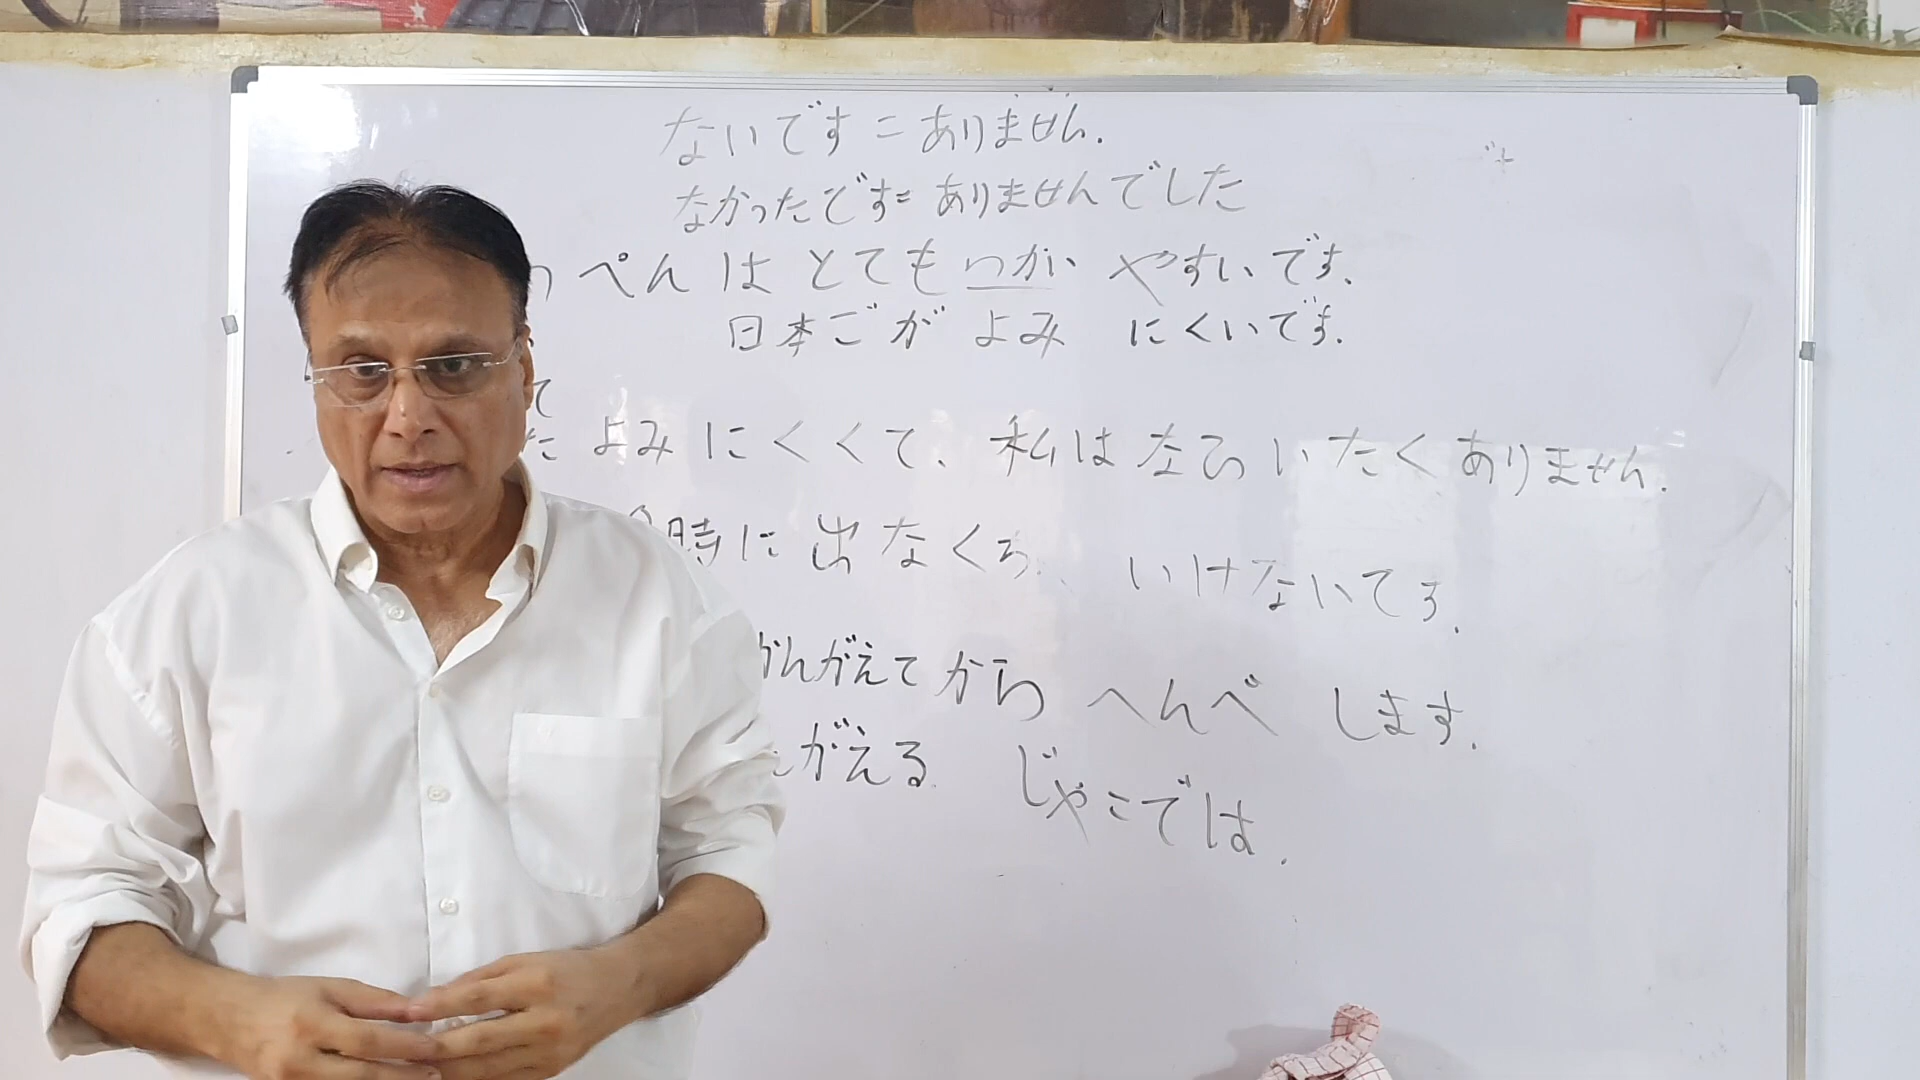 ないです = ありません.
なかったです = ありませんでした
ぺん は とても つかい やすいです.
日本ごが よみ にくいです.
て
た よみ にくくて、 私は 左らいたくありません.
時に 出なくち いけないてす.
かんがえてから へんべ します.
がえる じゃこでは.